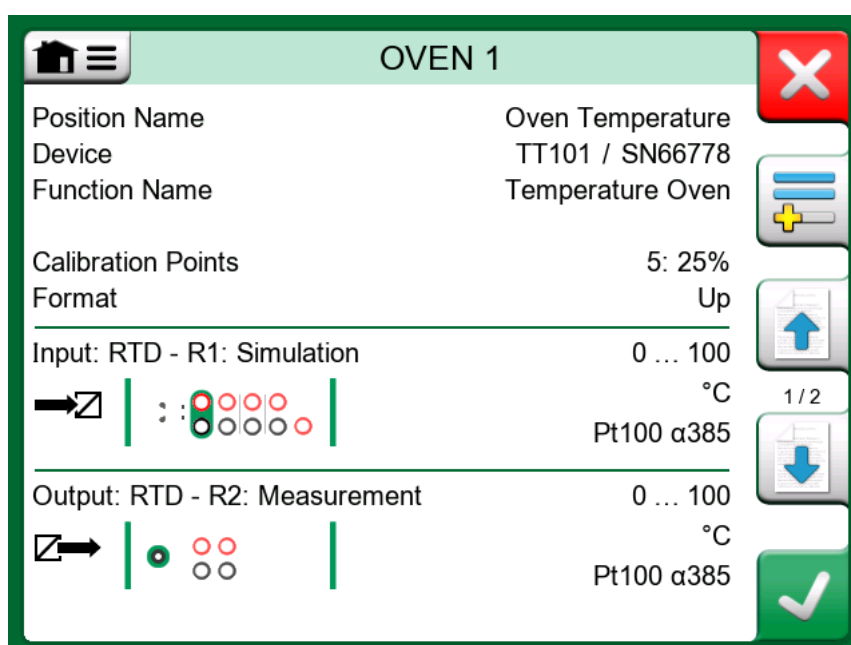 OVEN 1
Position Name Oven Temperature
Device TT101 / SN66778
Function Name Temperature Oven
Calibration Points 5: 25%
Format Up
Input: RTD - R1: Simulation 0 ... 100
°C
1 / 2
Pt100 α385
Output: RTD - R2: Measurement 0 ... 100
°C
Pt100 α385